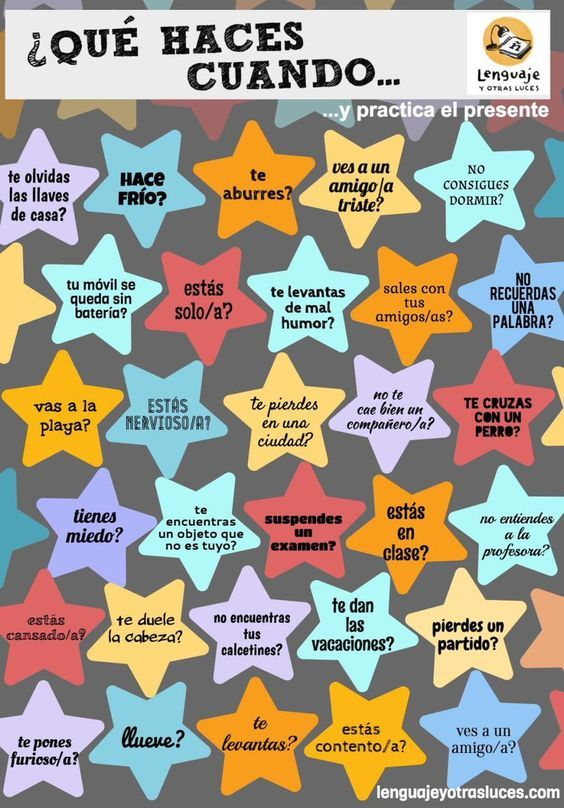 ¿QUÉ HACES
CUANDO...
Lenguaje
Y OTRAS LUCES
...y practica el presente
te olvidas
las llaves
de casa?
HACE
FRÍO?
te
aburres?
ves a un
amigo/a
triste?
NO
CONSIGUES
DORMIR?
tu móvil se
queda sin
batería?
estás
solo/a?
te levantas
de mal
humor?
sales con
tus
amigos/as?
NO
RECUERDAS
UNA
PALABRA?
vas a la
playa?
ESTÁS
NERVIOSO/A?
te pierdes
en una
ciudad?
no te
cae bien un
compañero/a?
TE CRUZAS
CON UN
PERRO?
tienes
miedo?
te
encuentras
un objeto que
no es tuyo?
suspendes
un
examen?
estás
en
clase?
no entiendes
a la
profesora?
estás
cansado/a?
te duele
la cabeza?
no encuentras
tus
calcetines?
te dan
las
vacaciones?
pierdes un
partido?
te pones
furioso/a?
llueve?
te
levantas?
estás
contento/a?
ves a un
amigo/a?
lenguajeyotrasluces.com